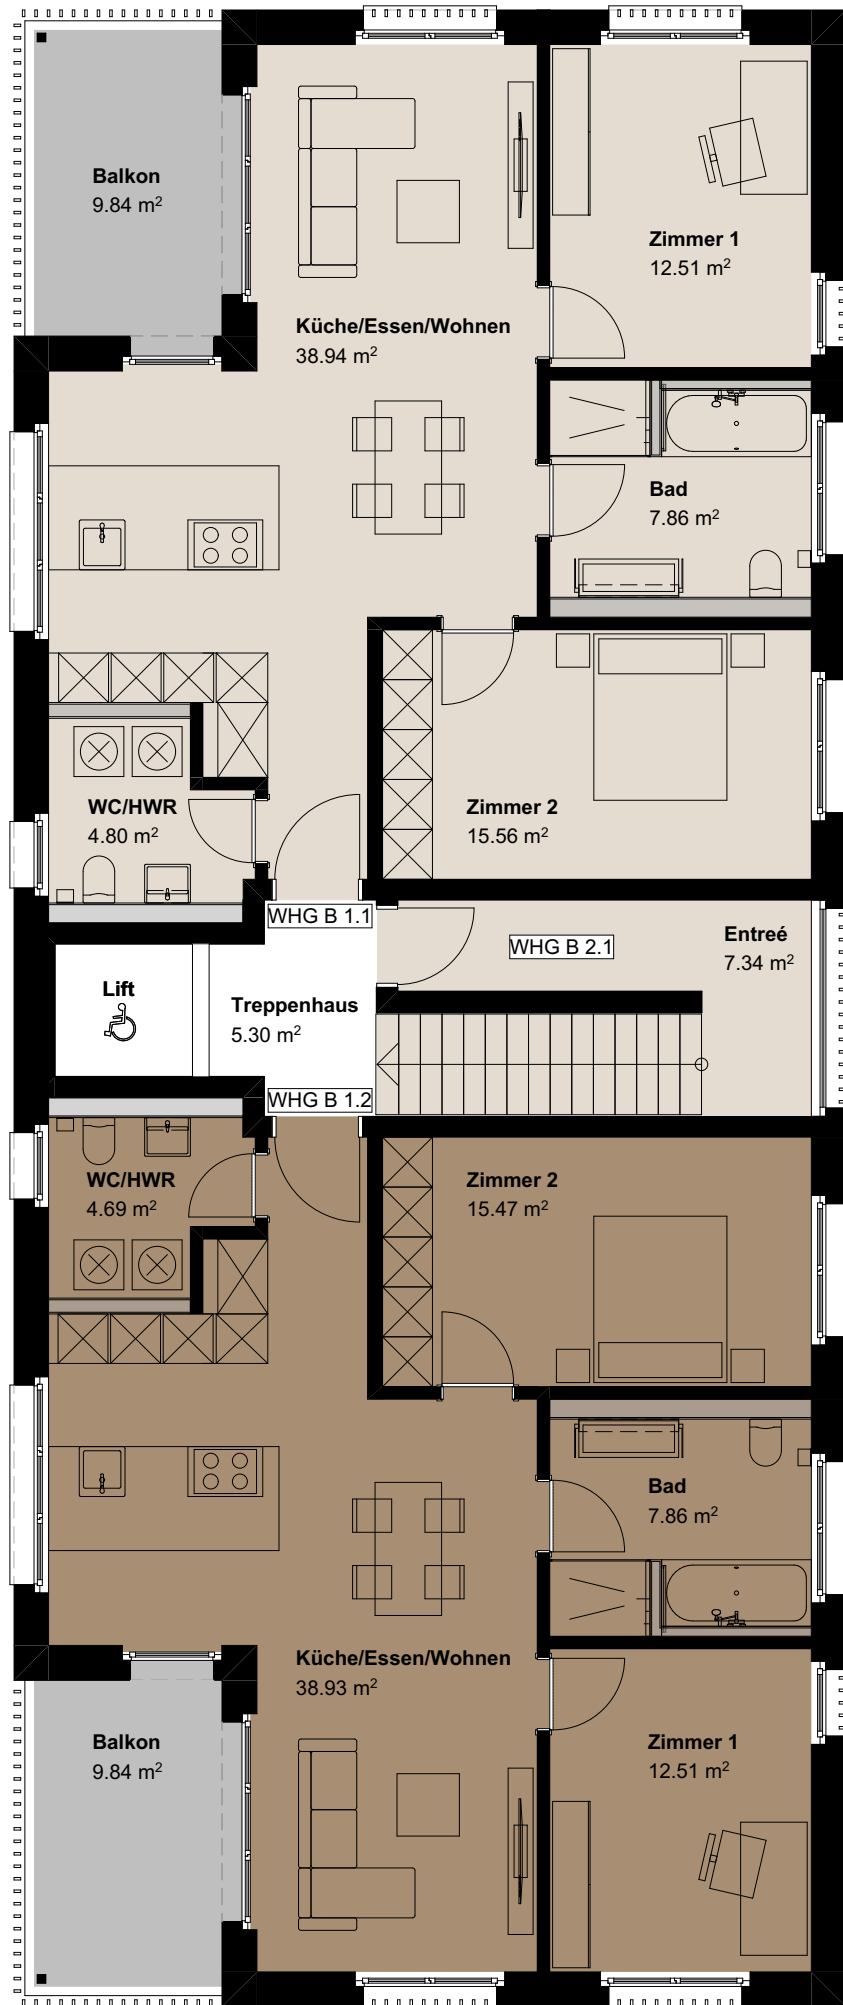 Balkon
9.84 m²
Zimmer 1
12.51 m²
Küche/Essen/Wohnen
38.94 m²
Bad
7.86 m²
WC/HWR
4.80 m²
Zimmer 2
15.56 m²
WHG B 1.1
WHG B 2.1
Entreé
7.34 m²
Lift
Treppenhaus
5.30 m²
WHG B 1.2
WC/HWR
4.69 m²
Zimmer 2
15.47 m²
Bad
7.86 m²
Küche/Essen/Wohnen
38.93 m²
Balkon
9.84 m²
Zimmer 1
12.51 m²